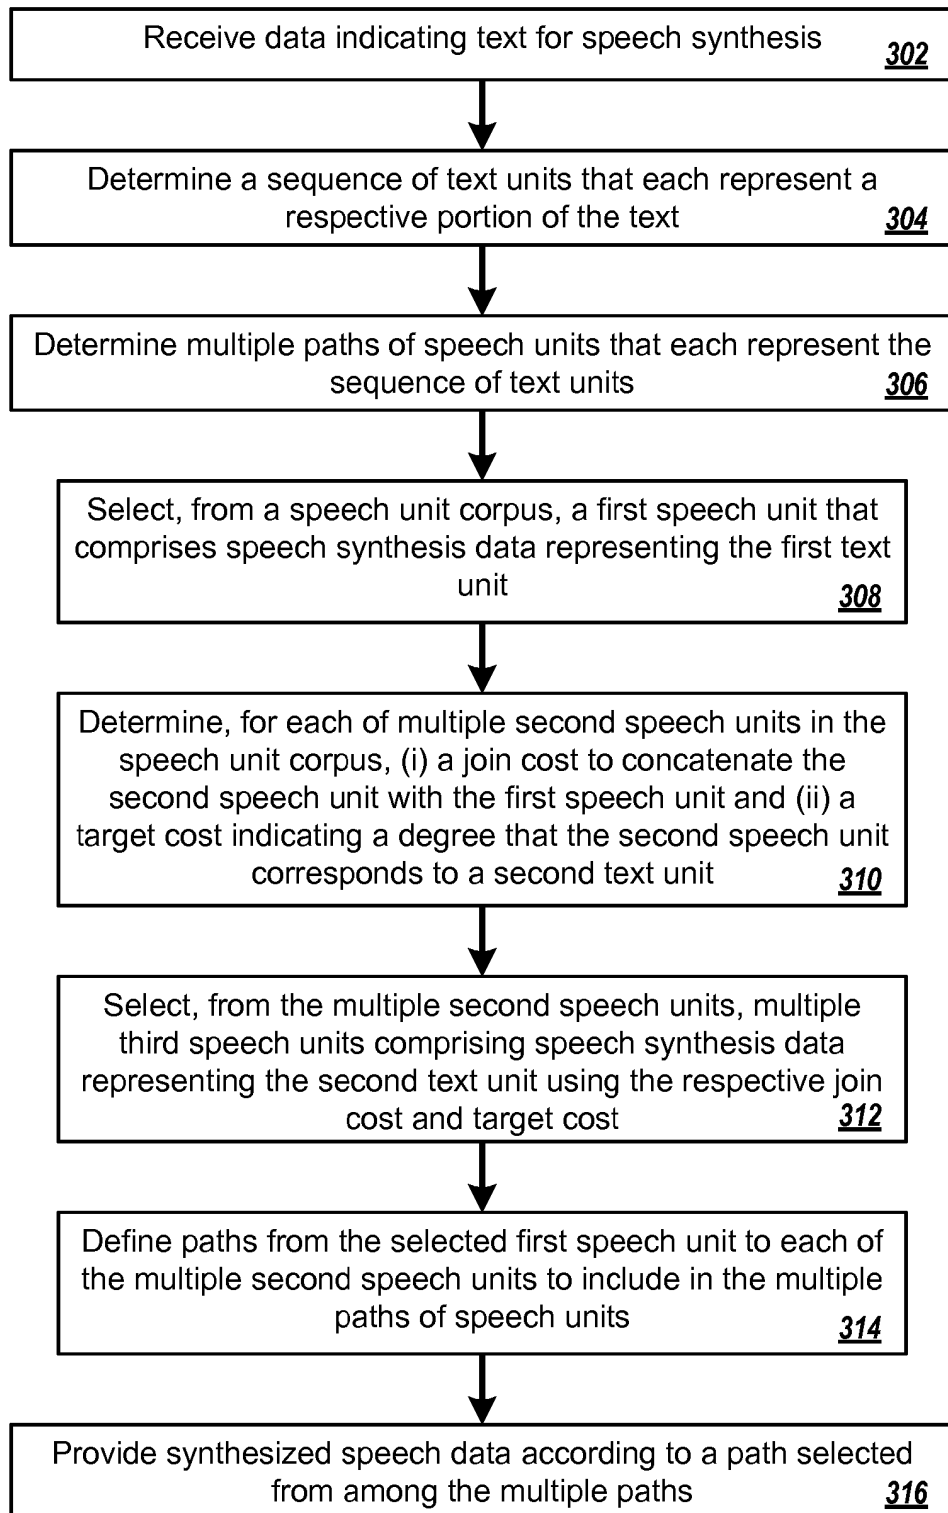 Receive data indicating text for speech synthesis
302
Determine a sequence of text units that each represent a
respective portion of the text
304
Determine multiple paths of speech units that each represent the
sequence of text units
306
Select, from a speech unit corpus, a first speech unit that
comprises speech synthesis data representing the first text
unit
308
Determine, for each of multiple second speech units in the
speech unit corpus, (i) a join cost to concatenate the
second speech unit with the first speech unit and (ii) a
target cost indicating a degree that the second speech unit
corresponds to a second text unit
310
Select, from the multiple second speech units, multiple
third speech units comprising speech synthesis data
representing the second text unit using the respective join
cost and target cost
312
Define paths from the selected first speech unit to each of
the multiple second speech units to include in the multiple
paths of speech units
314
Provide synthesized speech data according to a path selected
from among the multiple paths
316